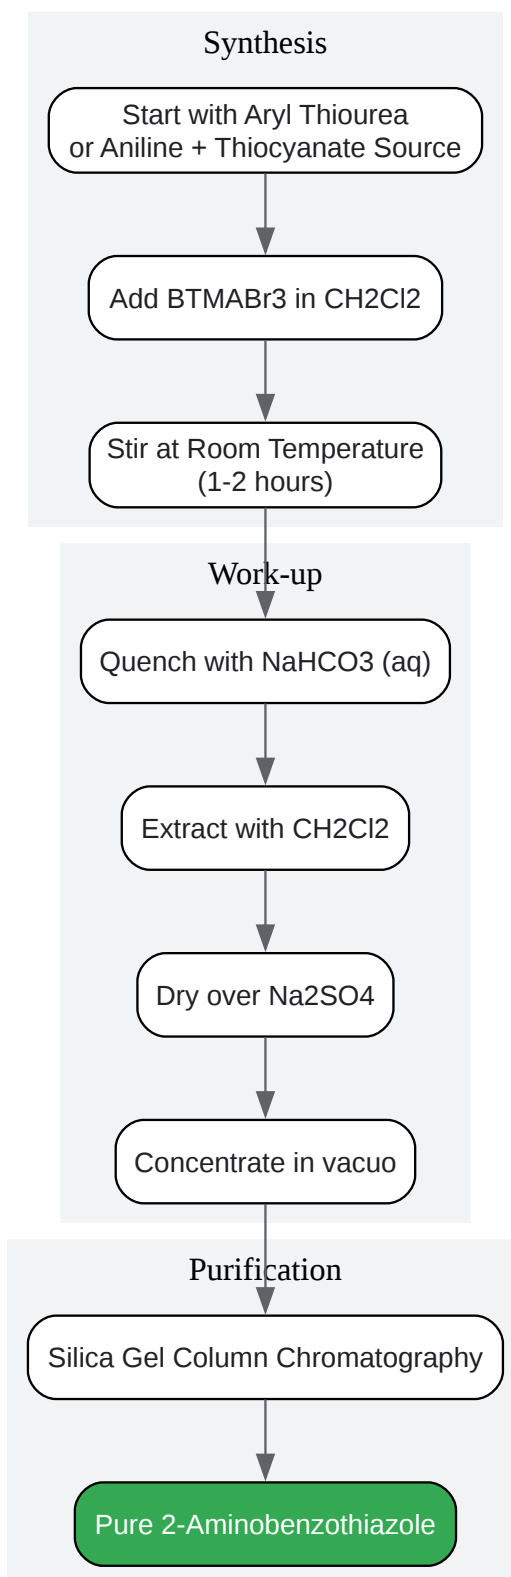 Synthesis
Start with Aryl Thiourea
or Aniline + Thiocyanate Source
Add BTMABr3 in CH2Cl2
Stir at Room Temperature
(1-2 hours)
Work-up
Quench with NaHCO3 (aq)
Extract with CH2Cl2
Dry over Na2SO4
Concentrate in vacuo
Purification
Silica Gel Column Chromatography
Pure 2-Aminobenzothiazole